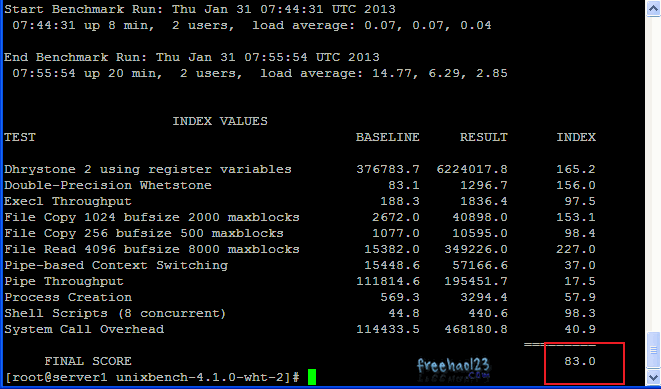 Start Benchmark Run: Thu Jan 31 07:44:31 UTC 2013
07:44:31 up 8 min, 2 users, load average: 0.07, 0.07, 0.04
End Benchmark Run: Thu Jan 31 07:55:54 UTC 2013
07:55:54 up 20 min, 2 users, load average: 14.77, 6.29, 2.85
INDEX VALUES
TEST BASELINE RESULT INDEX
Dhrystone 2 using register variables 376783.7 6224017.8 165.2
Double-Precision Whetstone 83.1 1296.7 156.0
Execl Throughput 188.3 1836.4 97.5
File Copy 1024 bufsize 2000 maxblocks 2672.0 40898.0 153.1
File Copy 256 bufsize 500 maxblocks 1077.0 10595.0 98.4
File Read 4096 bufsize 8000 maxblocks 15382.0 349226.0 227.0
Pipe-based Context Switching 15448.6 57166.6 37.0
Pipe Throughput 111814.6 195451.7 17.5
Process Creation 569.3 3294.4 57.9
Shell Scripts (8 concurrent) 44.8 440.6 98.3
System Call Overhead 114433.5 468180.8 40.9
=========
FINAL SCORE 83.0
freehao123
[root@server1 unixbench-4.1.0-wht-2]#